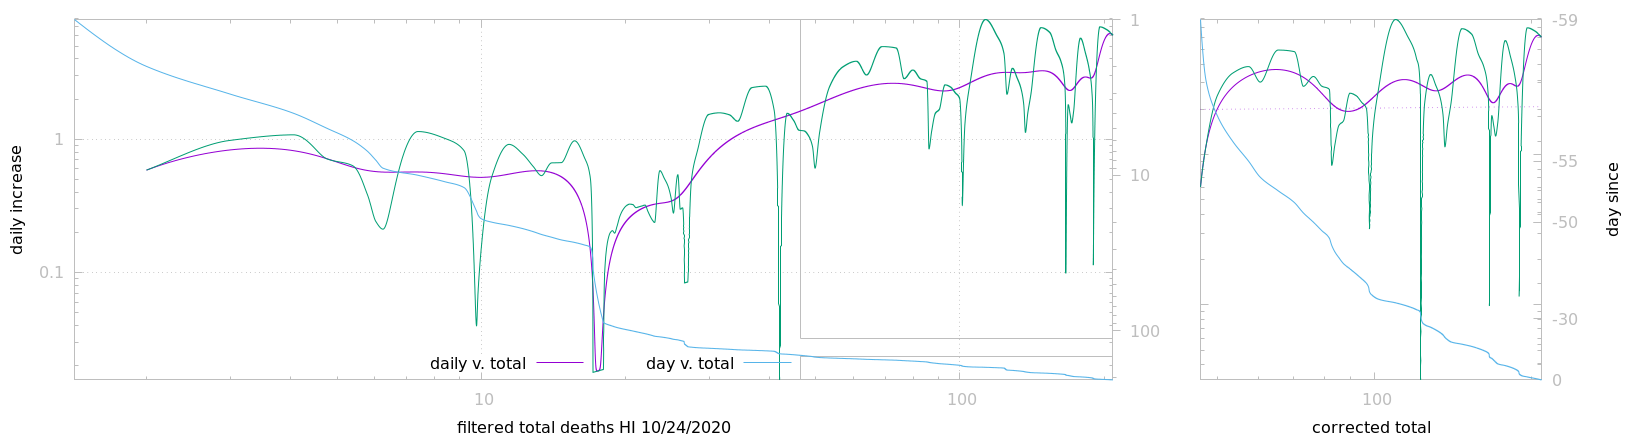 1
0.1
daily increase
10
100
1
10
100
daily v. total
day v. total
filtered total deaths HI 10/24/2020
-59
-55
-50
-30
0
day since
100
corrected total